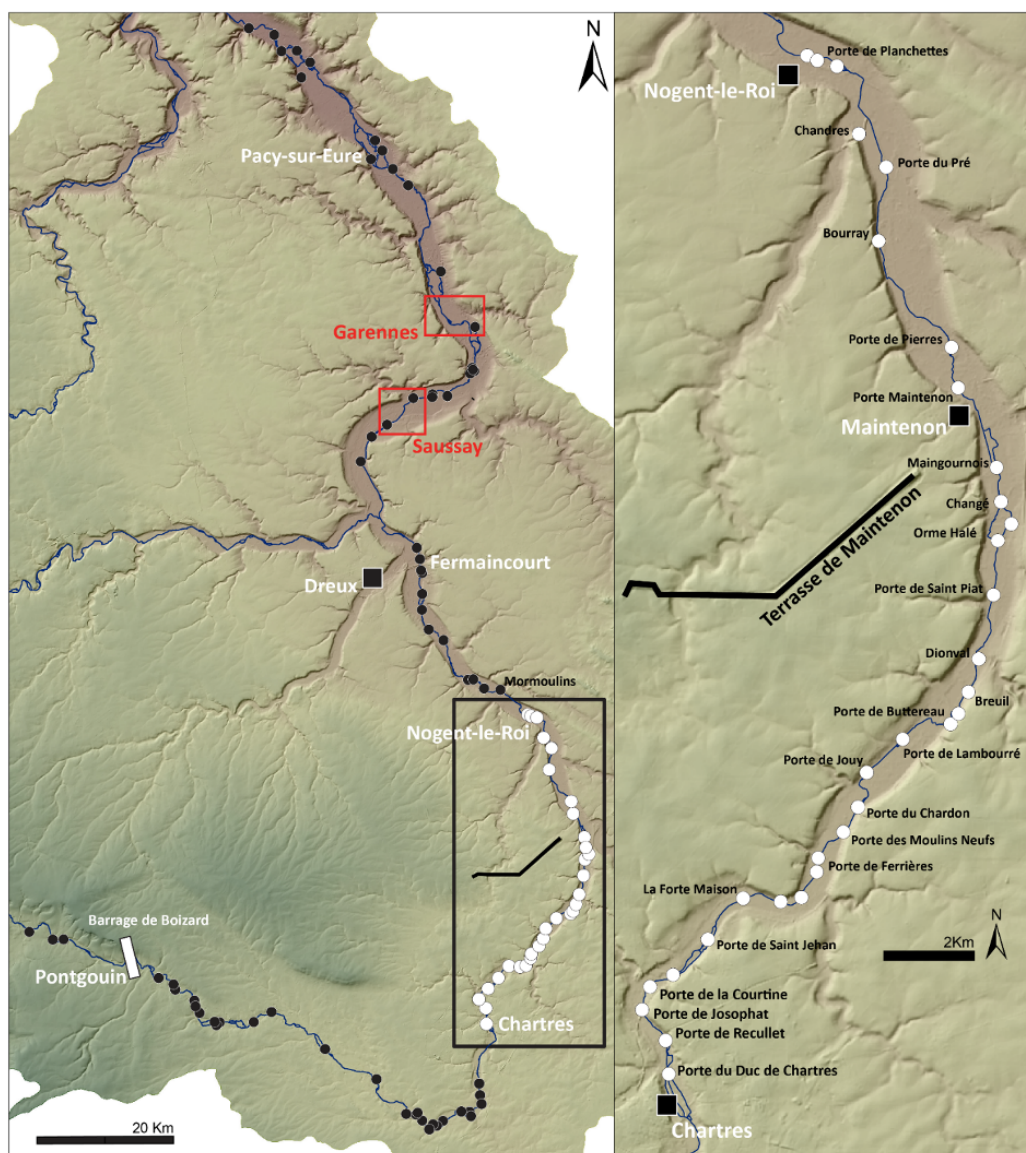 N
Pacy-sur-Eure
Garennes
Saussay
Fermaincourt
Dreux
Mormoulins
Nogent-le-Roi
Barrage de Boizard
Pontgouin
Chartres
20 Km
Porte de Planchettes
Nogent-le-Roi
Chandres
Porte du Pré
Bourray
Porte de Pierres
Porte Maintenon
Maintenon
Maingournois
Changé
Orme Halé
Terrasse de Maintenon
Porte de Saint Piat
Dionval
Breuil
Porte de Buttereau
Porte de Lambourré
Porte de Jouy
Porte du Chardon
Porte des Moulins Neufs
Porte de Ferrières
La Forte Maison
N
2Km
Porte de Saint Jehan
Porte de la Courtine
Porte de Josophat
Porte de Recullet
Porte du Duc de Chartres
Chartres